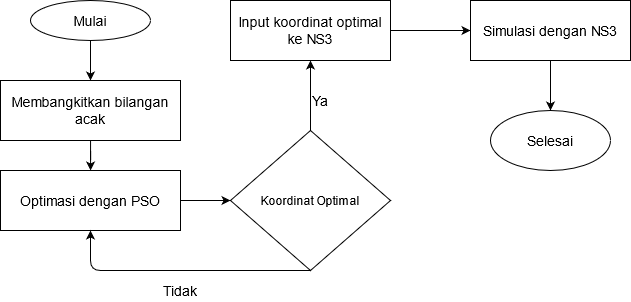 Mulai
Membangkitkan bilangan
acak
Optimasi dengan PSO
Koordinat Optimal
Tidak
Ya
Input koordinat optimal
ke NS3
Simulasi dengan NS3
Selesai